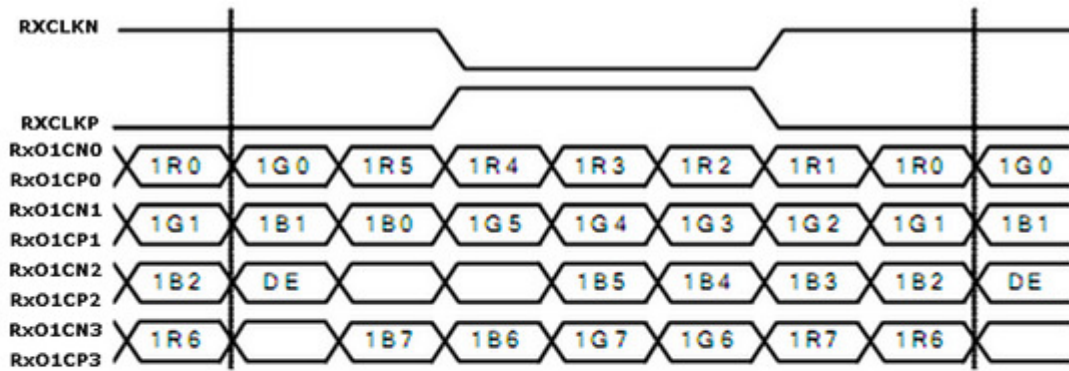 RXCLKN
RXCLKP
RxO1CN0
1R0 1G0 1R5 1R4 1R3 1R2 1R1 1R0 1G0
RxO1CP0
RxO1CN1
1G1 1B1 1B0 1G5 1G4 1G3 1G2 1G1 1B1
RxO1CP1
RxO1CN2
1B2 DE 1B5 1B4 1B3 1B2 DE
RxO1CP2
RxO1CN3
1R6 1B7 1B6 1G7 1G6 1R7 1R6
RxO1CP3